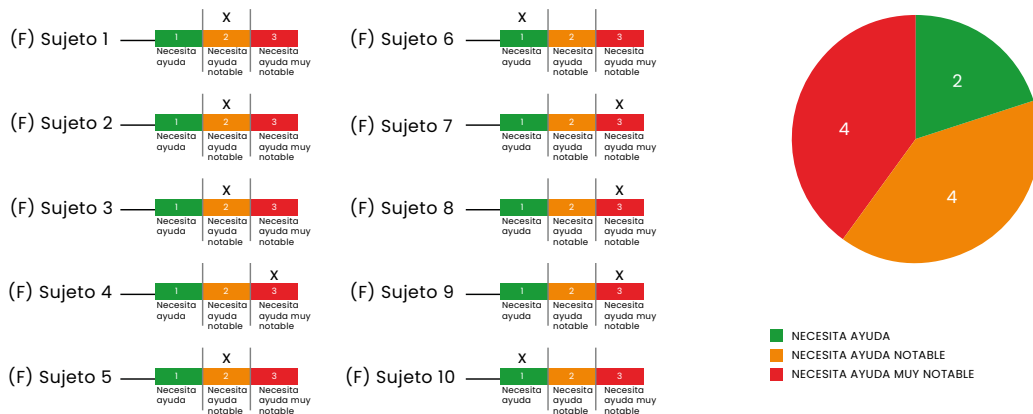 X
(F) Sujeto 1
1 2 3
Necesita Necesita Necesita
ayuda ayuda ayuda muy
notable notable
X
(F) Sujeto 2
1 2 3
Necesita Necesita Necesita
ayuda ayuda ayuda muy
notable notable
X
(F) Sujeto 3
1 2 3
Necesita Necesita Necesita
ayuda ayuda ayuda muy
notable notable
X
(F) Sujeto 4
1 2 3
Necesita Necesita Necesita
ayuda ayuda ayuda muy
notable notable
X
(F) Sujeto 5
1 2 3
Necesita Necesita Necesita
ayuda ayuda ayuda muy
notable notable
X
(F) Sujeto 6
1 2 3
Necesita Necesita Necesita
ayuda ayuda ayuda muy
notable notable
X
(F) Sujeto 7
1 2 3
Necesita Necesita Necesita
ayuda ayuda ayuda muy
notable notable
X
(F) Sujeto 8
1 2 3
Necesita Necesita Necesita
ayuda ayuda ayuda muy
notable notable
X
(F) Sujeto 9
1 2 3
Necesita Necesita Necesita
ayuda ayuda ayuda muy
notable notable
X
(F) Sujeto 10
1 2 3
Necesita Necesita Necesita
ayuda ayuda ayuda muy
notable notable
2
4
4
NECESITA AYUDA
NECESITA AYUDA NOTABLE
NECESITA AYUDA MUY NOTABLE